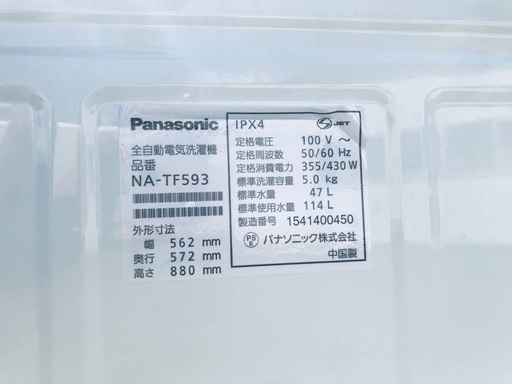 Panasonic
全自動電気洗濯機
品番
NA-TF593
外形寸法
幅 562 mm
奥行 572 mm
高さ 880 mm
IPX4
JET
定格電圧 100 V ～
定格周波数 50/60 Hz
定格消費電力 355/430 W
標準洗濯容量 5.0 kg
標準水量 47 L
標準使用水量 114 L
製造番号 1541400450
PS E パナソニック株式会社
中国製